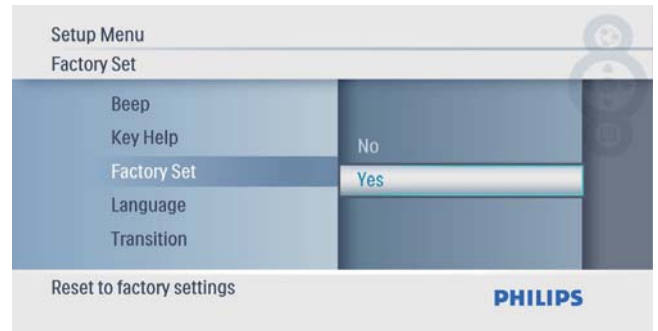 Setup Menu
Factory Set
Beep
Key Help
Factory Set
Language
Transition
No
Yes
Reset to factory settings
PHILIPS